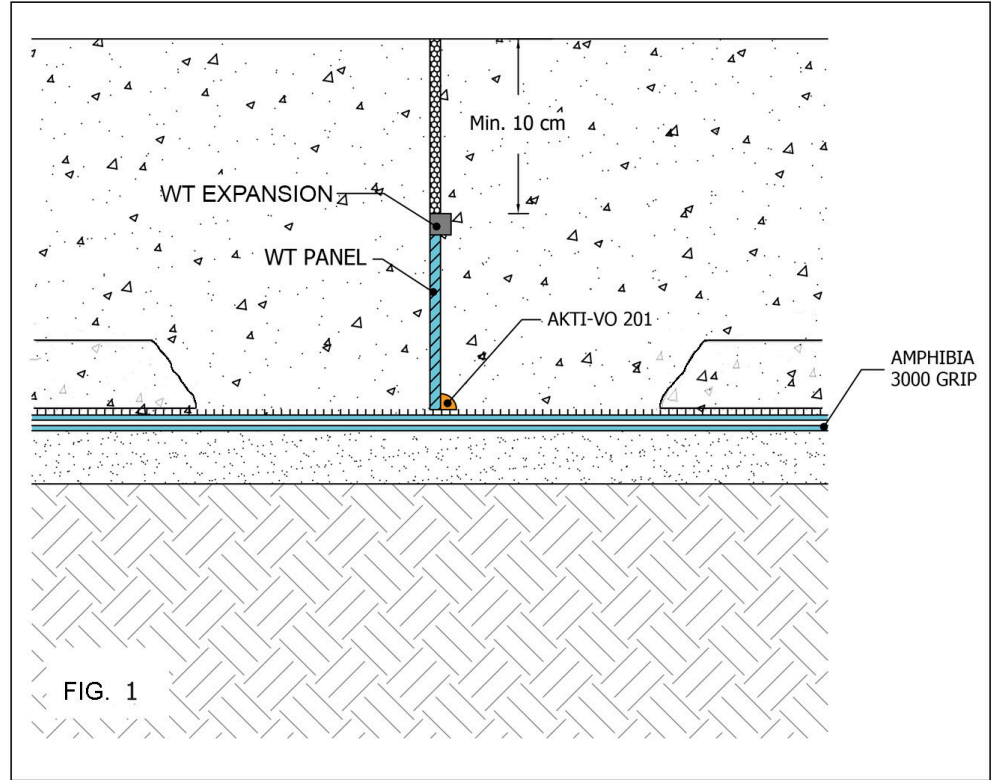 Min. 10 cm
WT EXPANSION
WT PANEL
AKTI-VO 201
AMPHIBIA
3000 GRIP
FIG. 1